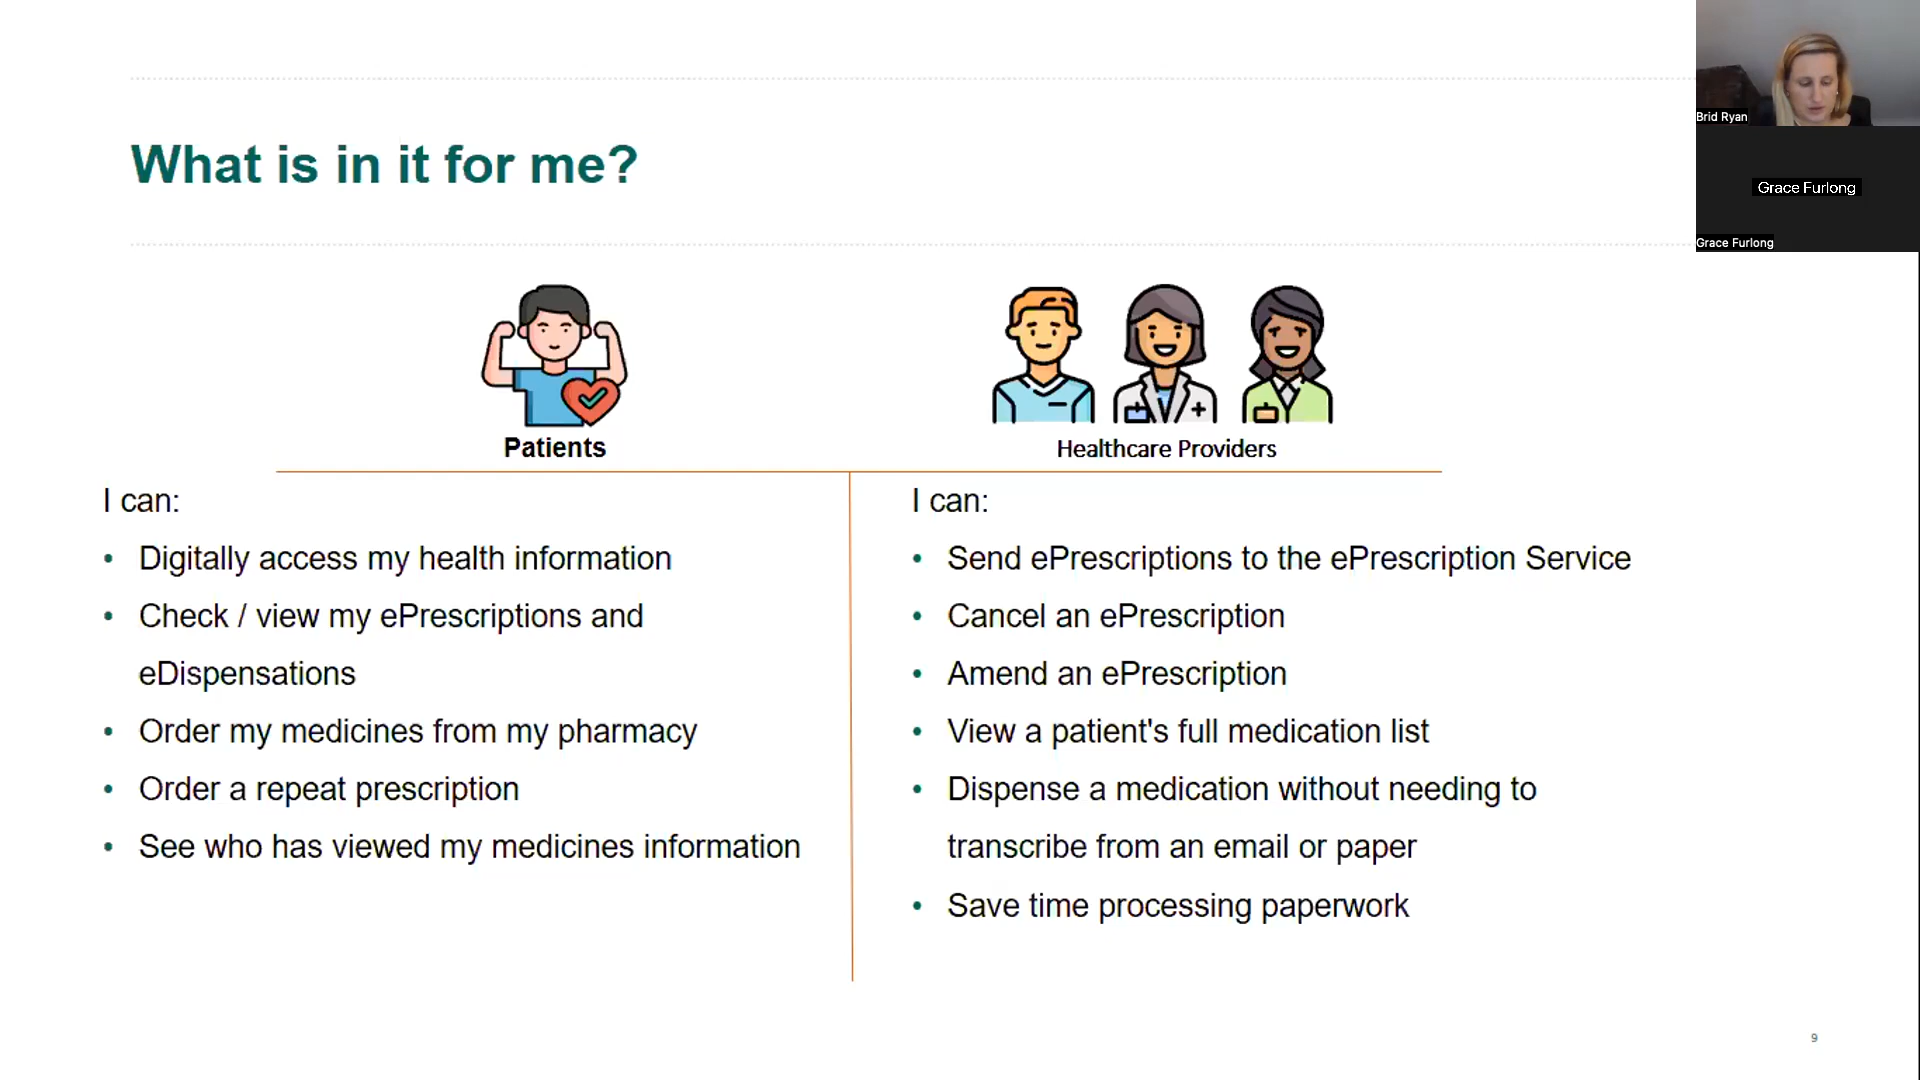 What is in it for me?
Brid Ryan
Grace Furlong
Grace Furlong
Patients
Healthcare Providers
I can:
• Digitally access my health information
• Check / view my ePrescriptions and
eDispensations
• Order my medicines from my pharmacy
• Order a repeat prescription
• See who has viewed my medicines information
I can:
• Send ePrescriptions to the ePrescription Service
• Cancel an ePrescription
• Amend an ePrescription
• View a patient's full medication list
• Dispense a medication without needing to
transcribe from an email or paper
• Save time processing paperwork
9